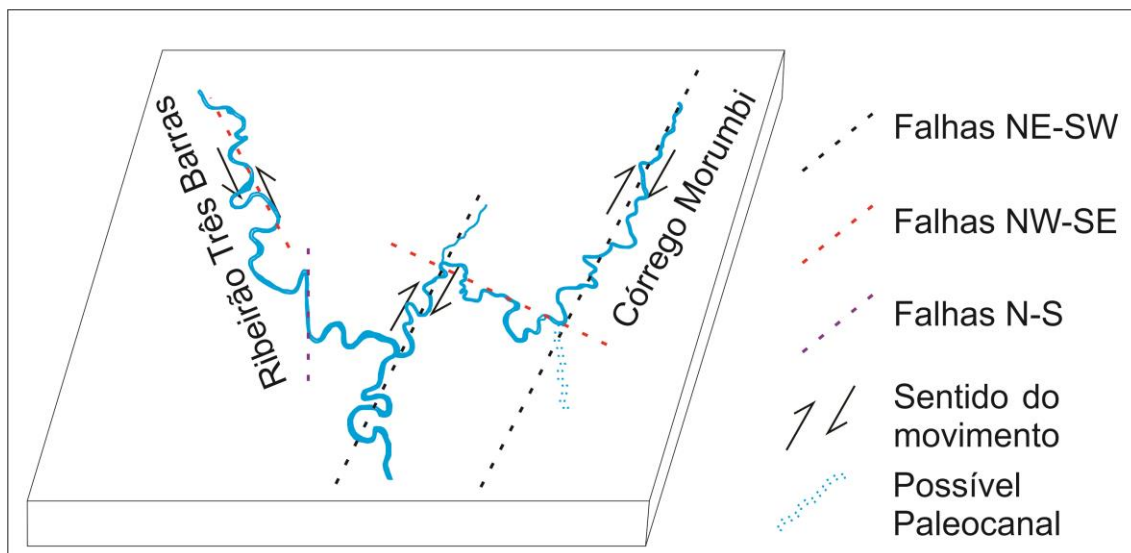 Ribeirão Três Barras
Córrego Morumbi
Falhas NE-SW
Falhas NW-SE
Falhas N-S
Sentido do
movimento
Possível
Paleocanal